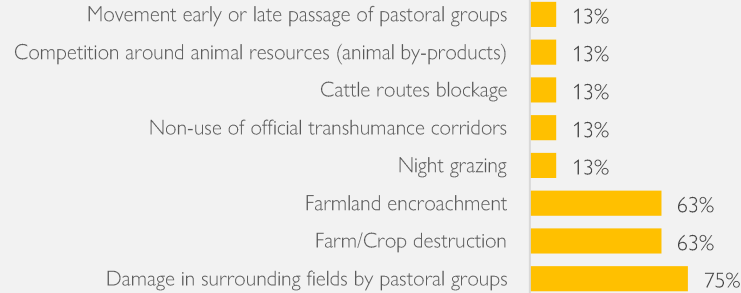 Movement early or late passage of pastoral groups 13%
Competition around animal resources (animal by-products) 13%
Cattle routes blockage 13%
Non-use of official transhumance corridors 13%
Night grazing 13%
Farmland encroachment 63%
Farm/Crop destruction 63%
Damage in surrounding fields by pastoral groups 75%